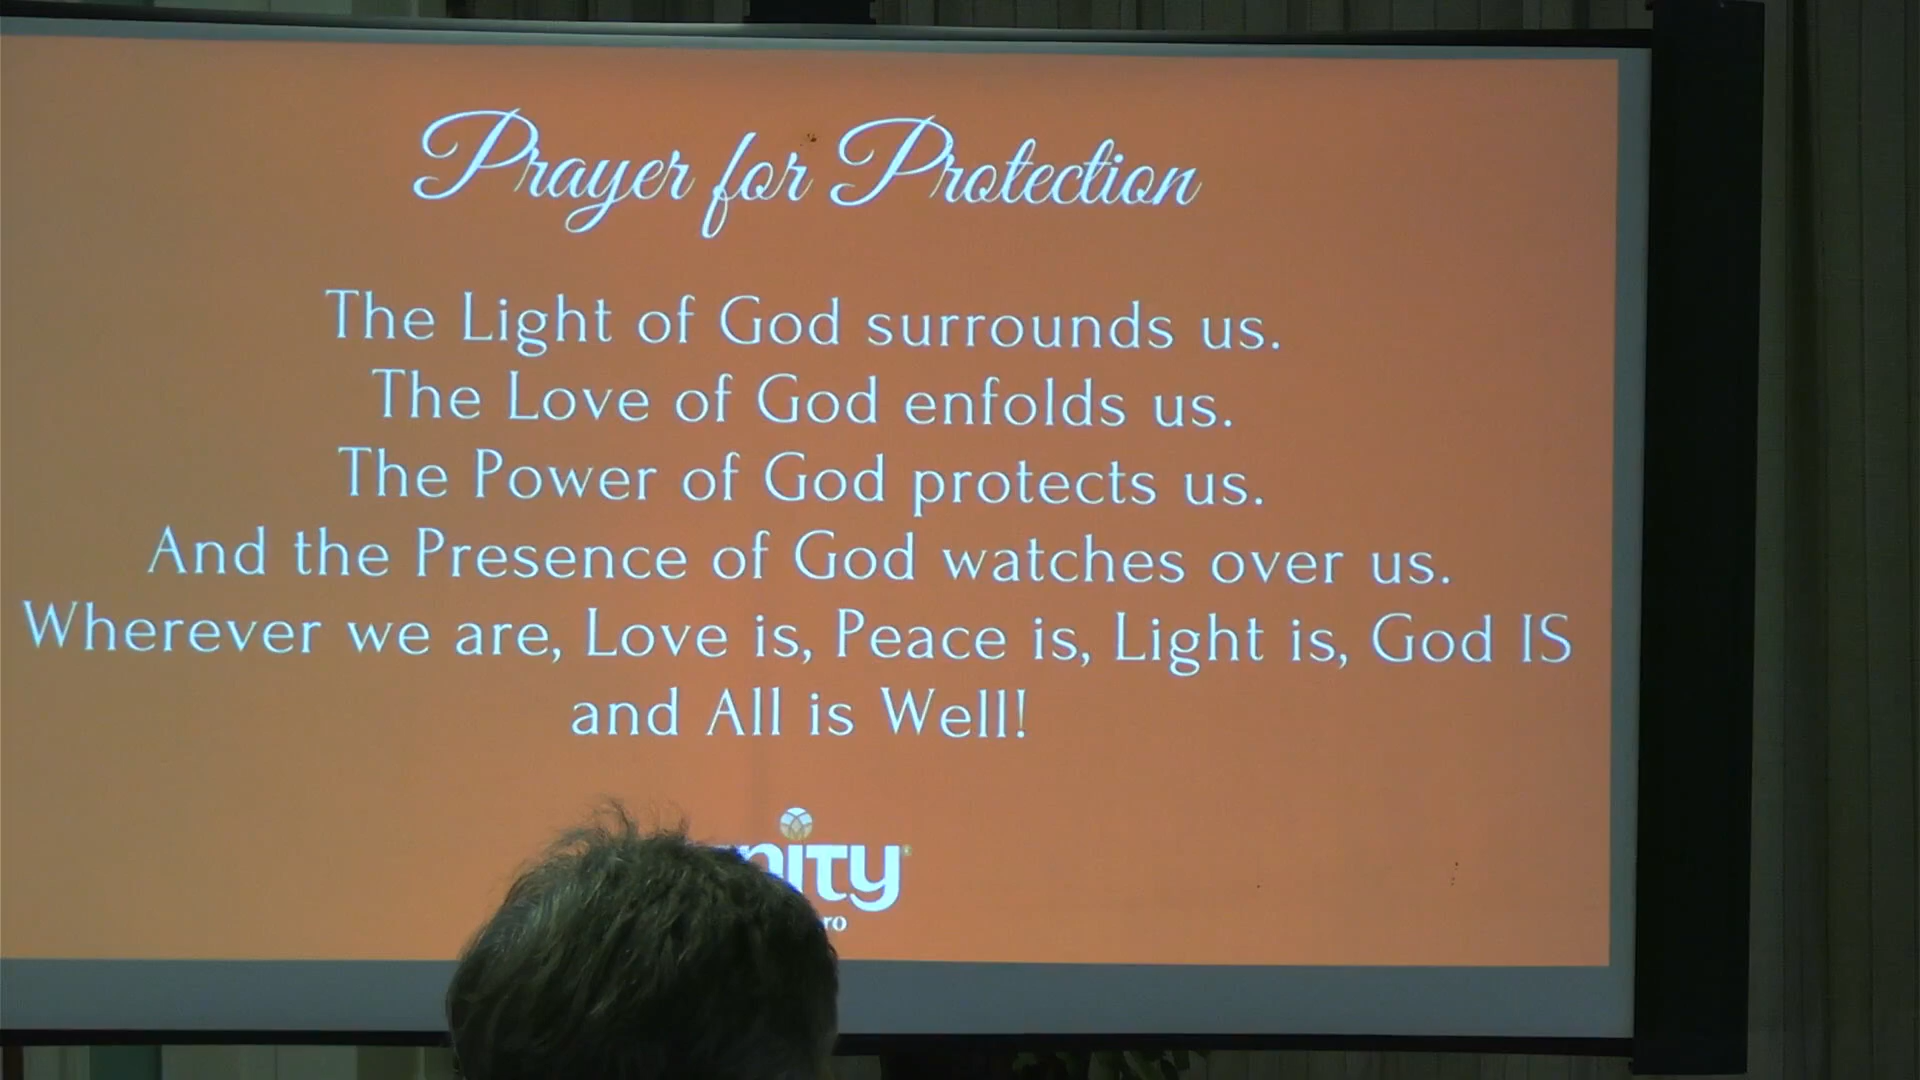 Prayer for Protection
The Light of God surrounds us.
The Love of God enfolds us.
The Power of God protects us.
And the Presence of God watches over us.
Wherever we are, Love is, Peace is, Light is, God IS
and All is Well!